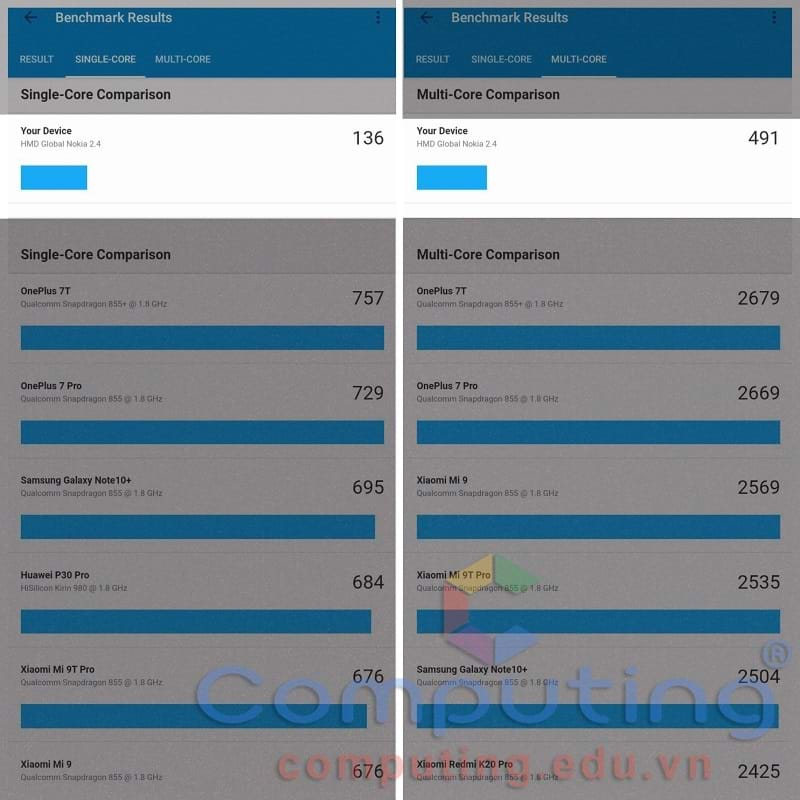 Benchmark Results
RESULT SINGLE-CORE MULTI-CORE
Single-Core Comparison
Your Device
HMD Global Nokia 2.4
136
Single-Core Comparison
OnePlus 7T
Qualcomm Snapdragon 855+ @ 1.8 GHz
757
OnePlus 7 Pro
Qualcomm Snapdragon 855 @ 1.8 GHz
729
Samsung Galaxy Note10+
Qualcomm Snapdragon 855 @ 1.8 GHz
695
Huawei P30 Pro
HiSilicon Kirin 980 @ 1.8 GHz
684
Xiaomi Mi 9T Pro
Qualcomm Snapdragon 855 @ 1.8 GHz
676
Xiaomi Mi 9
Qualcomm Snapdragon 855 @ 1.8 GHz
676
Benchmark Results
RESULT SINGLE-CORE MULTI-CORE
Multi-Core Comparison
Your Device
HMD Global Nokia 2.4
491
Multi-Core Comparison
OnePlus 7T
Qualcomm Snapdragon 855+ @ 1.8 GHz
2679
OnePlus 7 Pro
Qualcomm Snapdragon 855 @ 1.8 GHz
2669
Xiaomi Mi 9
Qualcomm Snapdragon 855 @ 1.8 GHz
2569
Xiaomi Mi 9T Pro
Qualcomm Snapdragon 855 @ 1.8 GHz
2535
Samsung Galaxy Note10+
Qualcomm Snapdragon 855 @ 1.8 GHz
2504
Xiaomi Redmi K20 Pro
Qualcomm Snapdragon 855 @ 1.8 GHz
2425
Computing®
computing.edu.vn